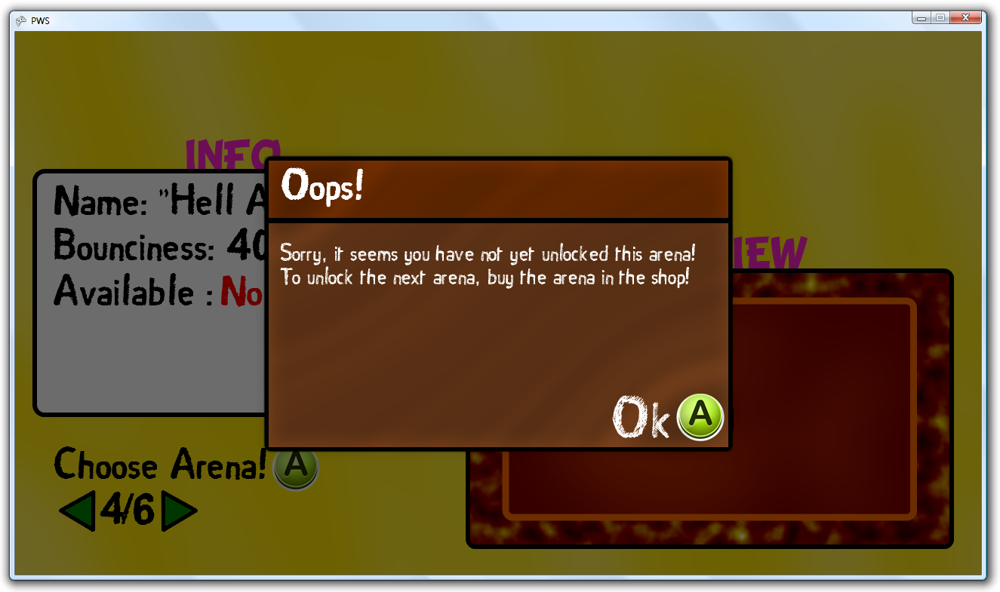 PWS
INFO
Name: "Hell A
Bounciness: 40
Available : No
Oops!
Sorry, it seems you have not yet unlocked this arena!
To unlock the next arena, buy the arena in the shop!
Ok A
IEW
Choose Arena! A
4/6